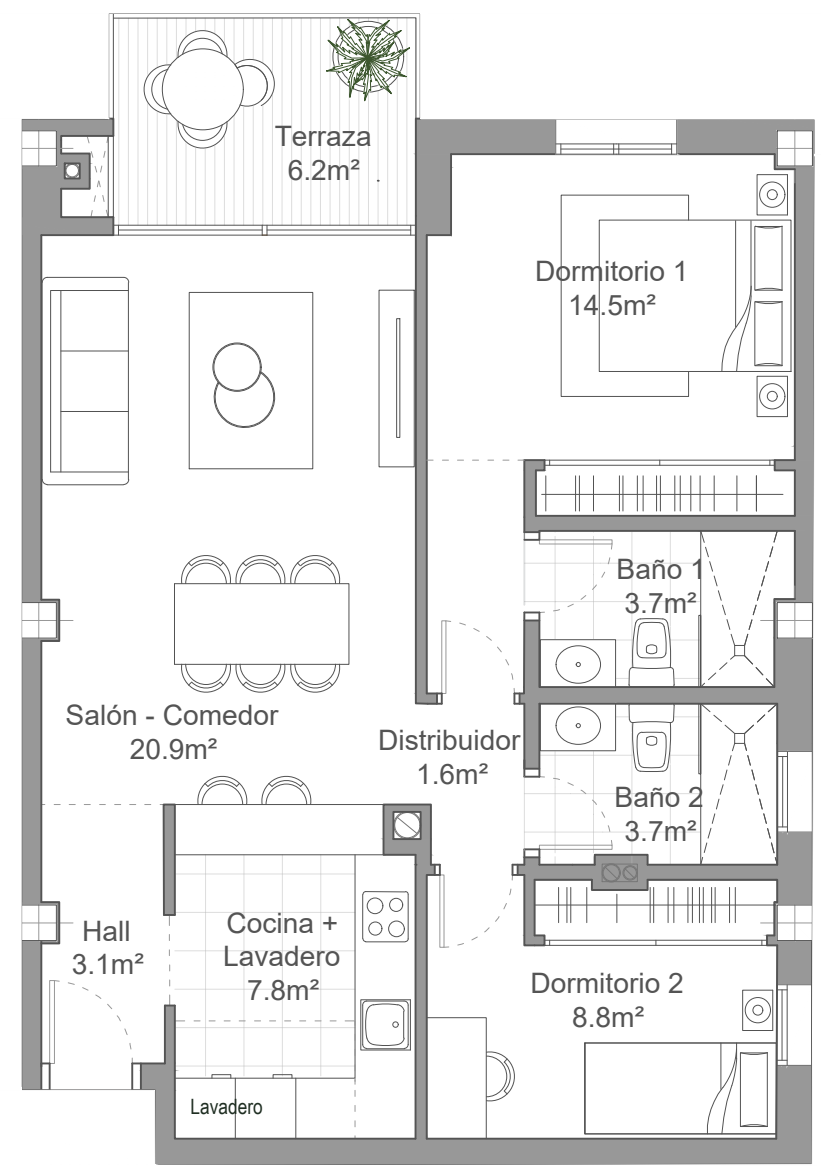 Terraza
6.2m²
Dormitorio 1
14.5m²
Baño 1
3.7m²
Salón - Comedor
20.9m²
Distribuidor
1.6m²
Baño 2
3.7m²
Hall
3.1m²
Cocina +
Lavadero
7.8m²
Dormitorio 2
8.8m²
Lavadero